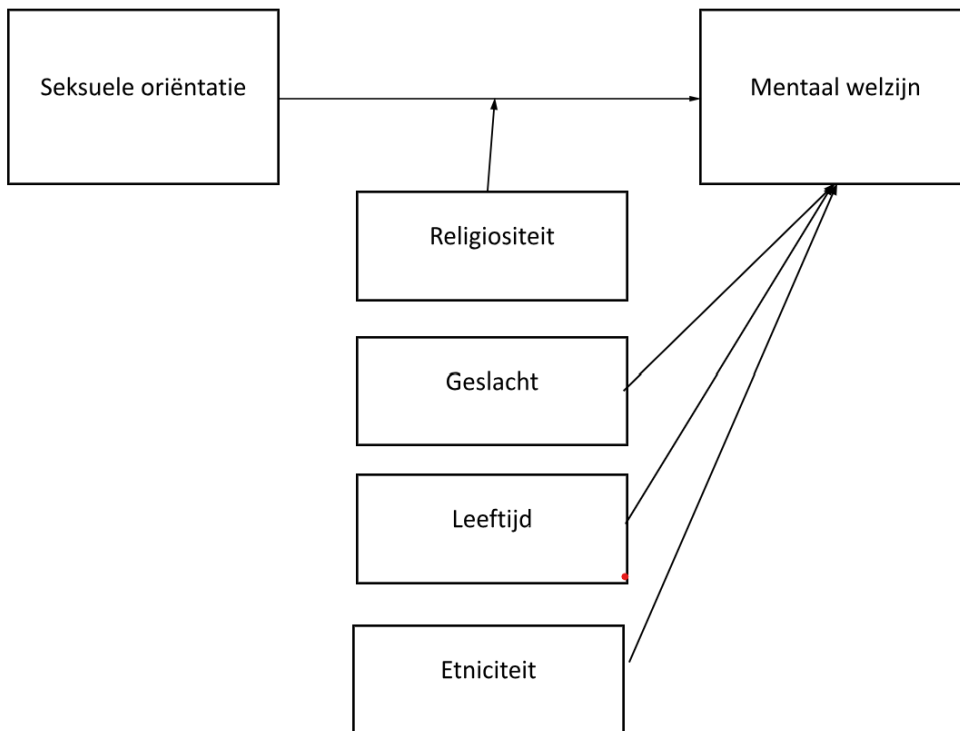 Seksuele oriëntatie
Mentaal welzijn
Religiositeit
Geslacht
Leeftijd
Etniciteit